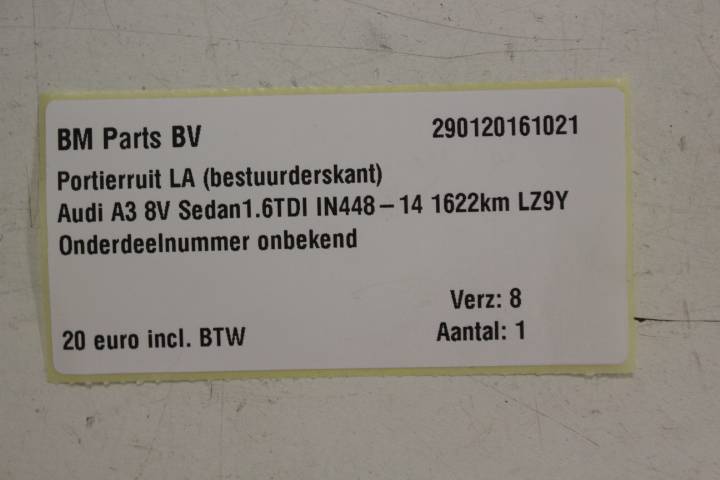 BM Parts BV 290120161021
Portierruit LA (bestuurderskant)
Audi A3 8V Sedan1.6TDI IN448-14 1622km LZ9Y
Onderdeelnummer onbekend
Verz: 8
20 euro incl. BTW Aantal: 1